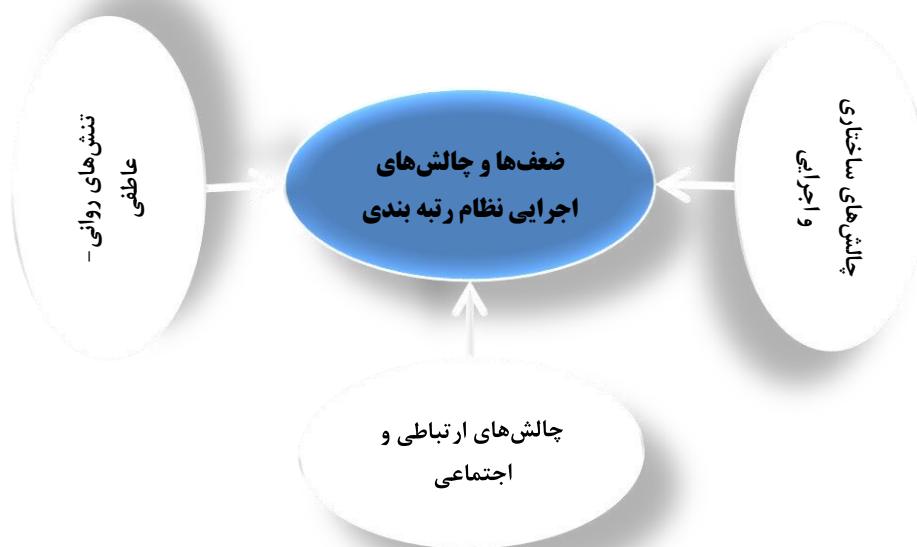 ضعف‌ها و چالش‌های
اجرایی نظام رتبه بندی
چالش‌های ساختاری
و اجرایی
چالش‌های ارتباطی و
اجتماعی
تنش‌های روانی –
عاطفی